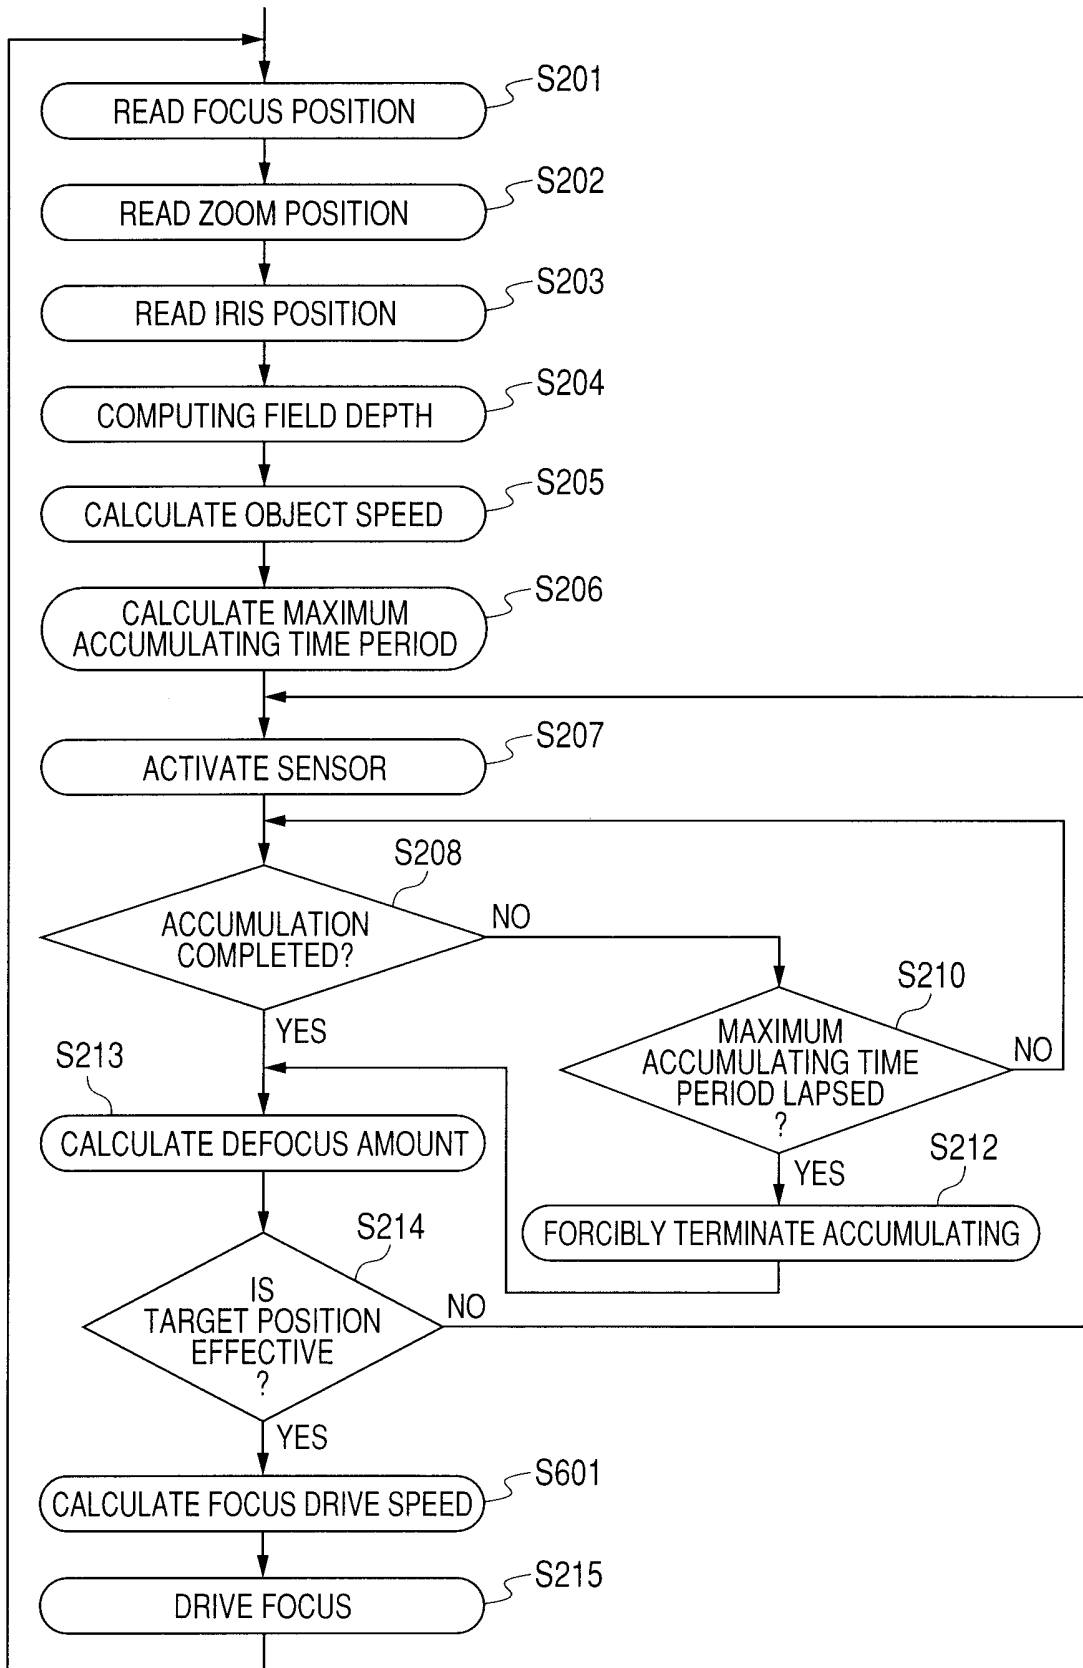 S201
READ FOCUS POSITION
S202
READ ZOOM POSITION
S203
READ IRIS POSITION
S204
COMPUTING FIELD DEPTH
S205
CALCULATE OBJECT SPEED
S206
CALCULATE MAXIMUM
ACCUMULATING TIME PERIOD
S207
ACTIVATE SENSOR
S208
ACCUMULATION
COMPLETED?
NO
YES
S210
MAXIMUM
ACCUMULATING TIME
PERIOD LAPSED
?
NO
YES
S212
FORCIBLY TERMINATE ACCUMULATING
S213
CALCULATE DEFOCUS AMOUNT
S214
IS
TARGET POSITION
EFFECTIVE
?
NO
YES
S601
CALCULATE FOCUS DRIVE SPEED
S215
DRIVE FOCUS